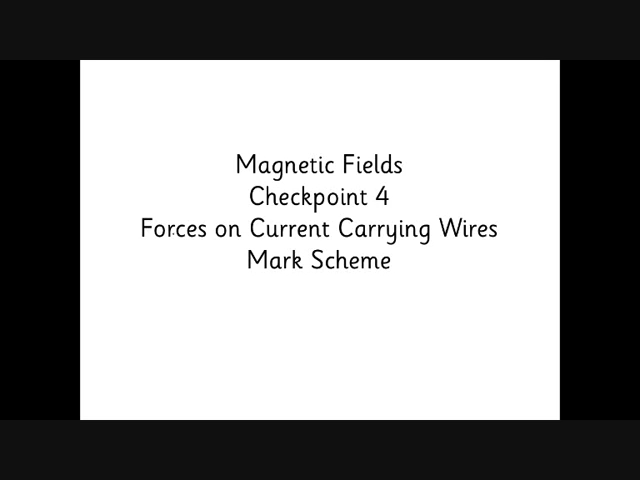 Magnetic Fields
Checkpoint 4
Forces on Current Carrying Wires
Mark Scheme